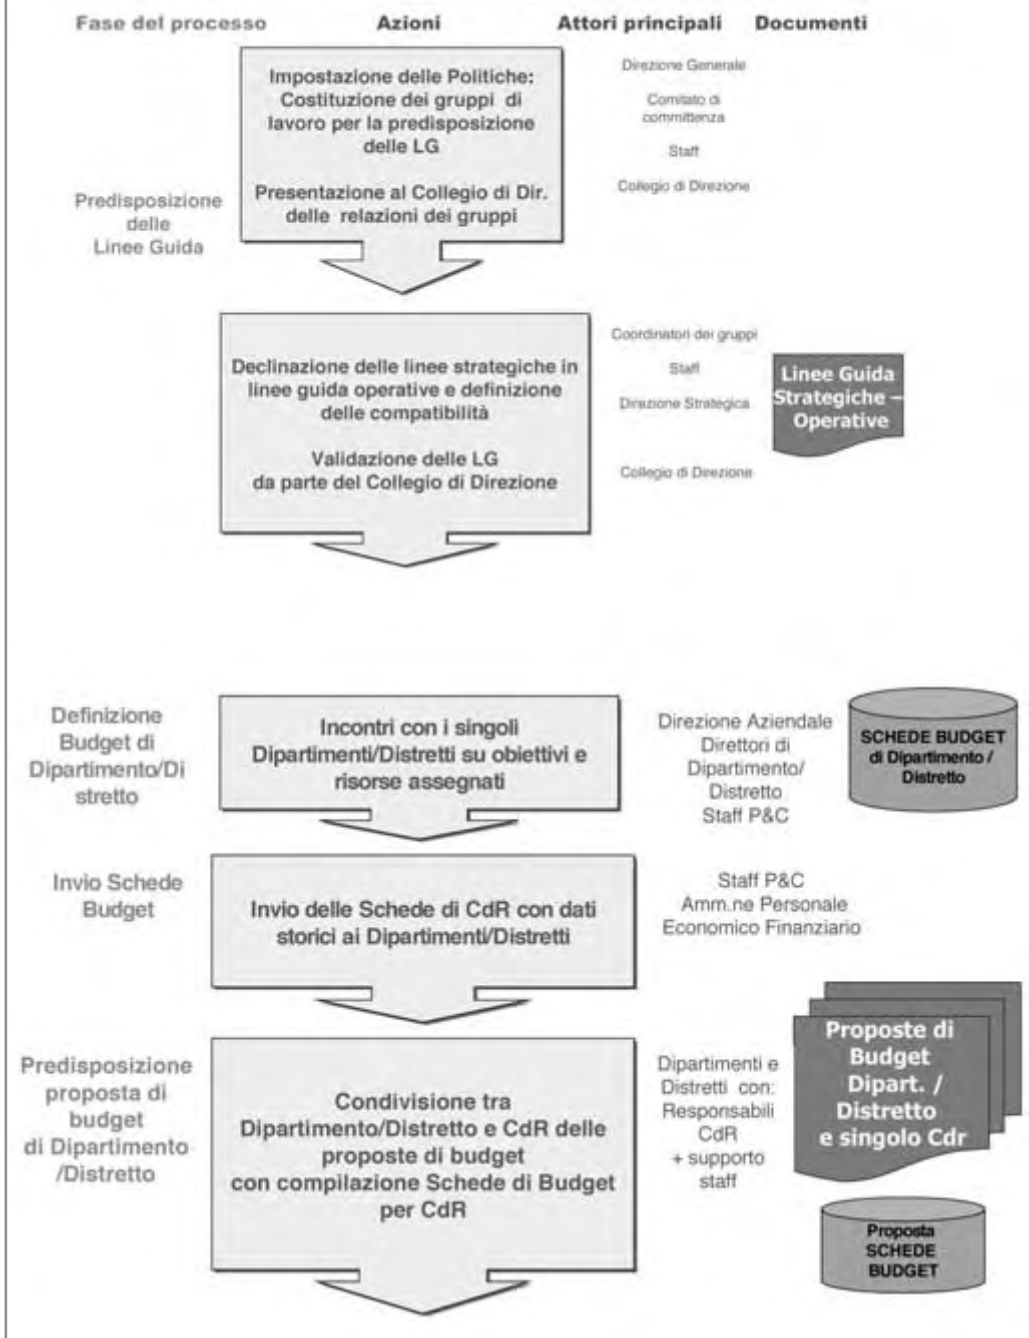 Fase del processo
Azioni
Attori principali
Documenti
Predisposizione
delle
Linee Guida
Impostazione delle Politiche:
Costituzione dei gruppi di
lavoro per la predisposizione
delle LG
Presentazione al Collegio di Dir.
delle relazioni dei gruppi
Direzione Generale
Comitato di
committenza
Staff
Collegio di Direzione
Declinazione delle linee strategiche in
linee guida operative e definizione
delle compatibilità
Validazione delle LG
da parte del Collegio di Direzione
Coordinatori dei gruppi
Staff
Direzione Strategica
Collegio di Direzione
Linee Guida
Strategiche –
Operative
Definizione
Budget di
Dipartimento/Di
stretto
Incontri con i singoli
Dipartimenti/Distretti su obiettivi e
risorse assegnati
Direzione Aziendale
Direttori di
Dipartimento/
Distretto
Staff P&C
SCHEDE BUDGET
di Dipartimento /
Distretto
Invio Schede
Budget
Invio delle Schede di CdR con dati
storici ai Dipartimenti/Distretti
Staff P&C
Amm.ne Personale
Economico Finanziario
Predisposizione
proposta di
budget
di Dipartimento
/Distretto
Condivisione tra
Dipartimento/Distretto e CdR delle
proposte di budget
con compilazione Schede di Budget
per CdR
Dipartimenti e
Distretti con:
Responsabili
CdR
+ supporto
staff
Proposte di
Budget
Dipart. /
Distretto
e singolo Cdr
Proposta
SCHEDE
BUDGET